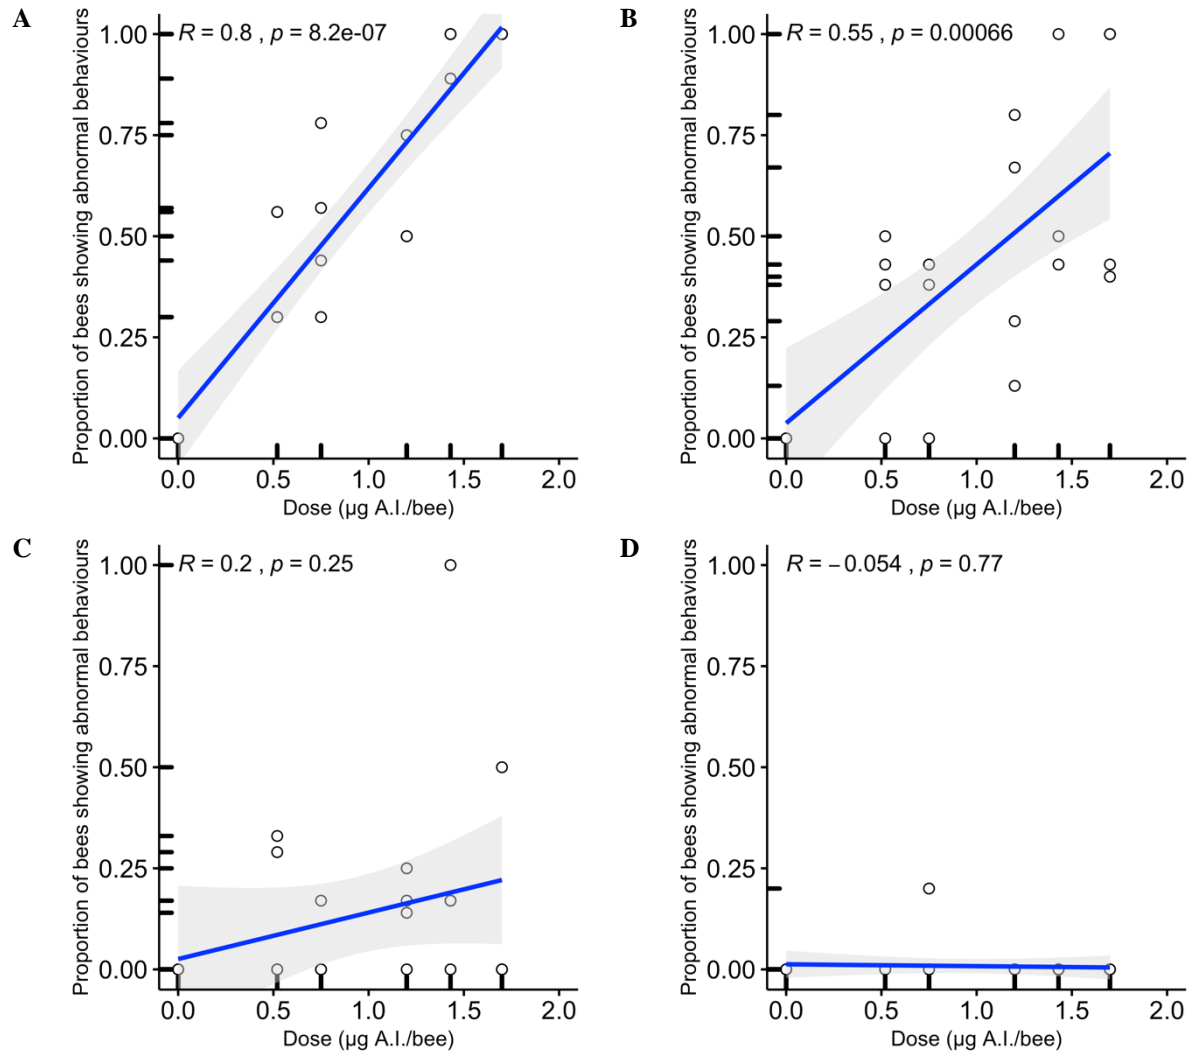 A
Proportion of bees showing abnormal behaviours
R = 0.8 , p = 8.2e-07
1.00
0.75
0.50
0.25
0.00
0.0 0.5 1.0 1.5 2.0
Dose (µg A.I./bee)
B
Proportion of bees showing abnormal behaviours
R = 0.55 , p = 0.00066
1.00
0.75
0.50
0.25
0.00
0.0 0.5 1.0 1.5 2.0
Dose (µg A.I./bee)
C
Proportion of bees showing abnormal behaviours
R = 0.2 , p = 0.25
1.00
0.75
0.50
0.25
0.00
0.0 0.5 1.0 1.5 2.0
Dose (µg A.I./bee)
D
Proportion of bees showing abnormal behaviours
R = −0.054 , p = 0.77
1.00
0.75
0.50
0.25
0.00
0.0 0.5 1.0 1.5 2.0
Dose (µg A.I./bee)